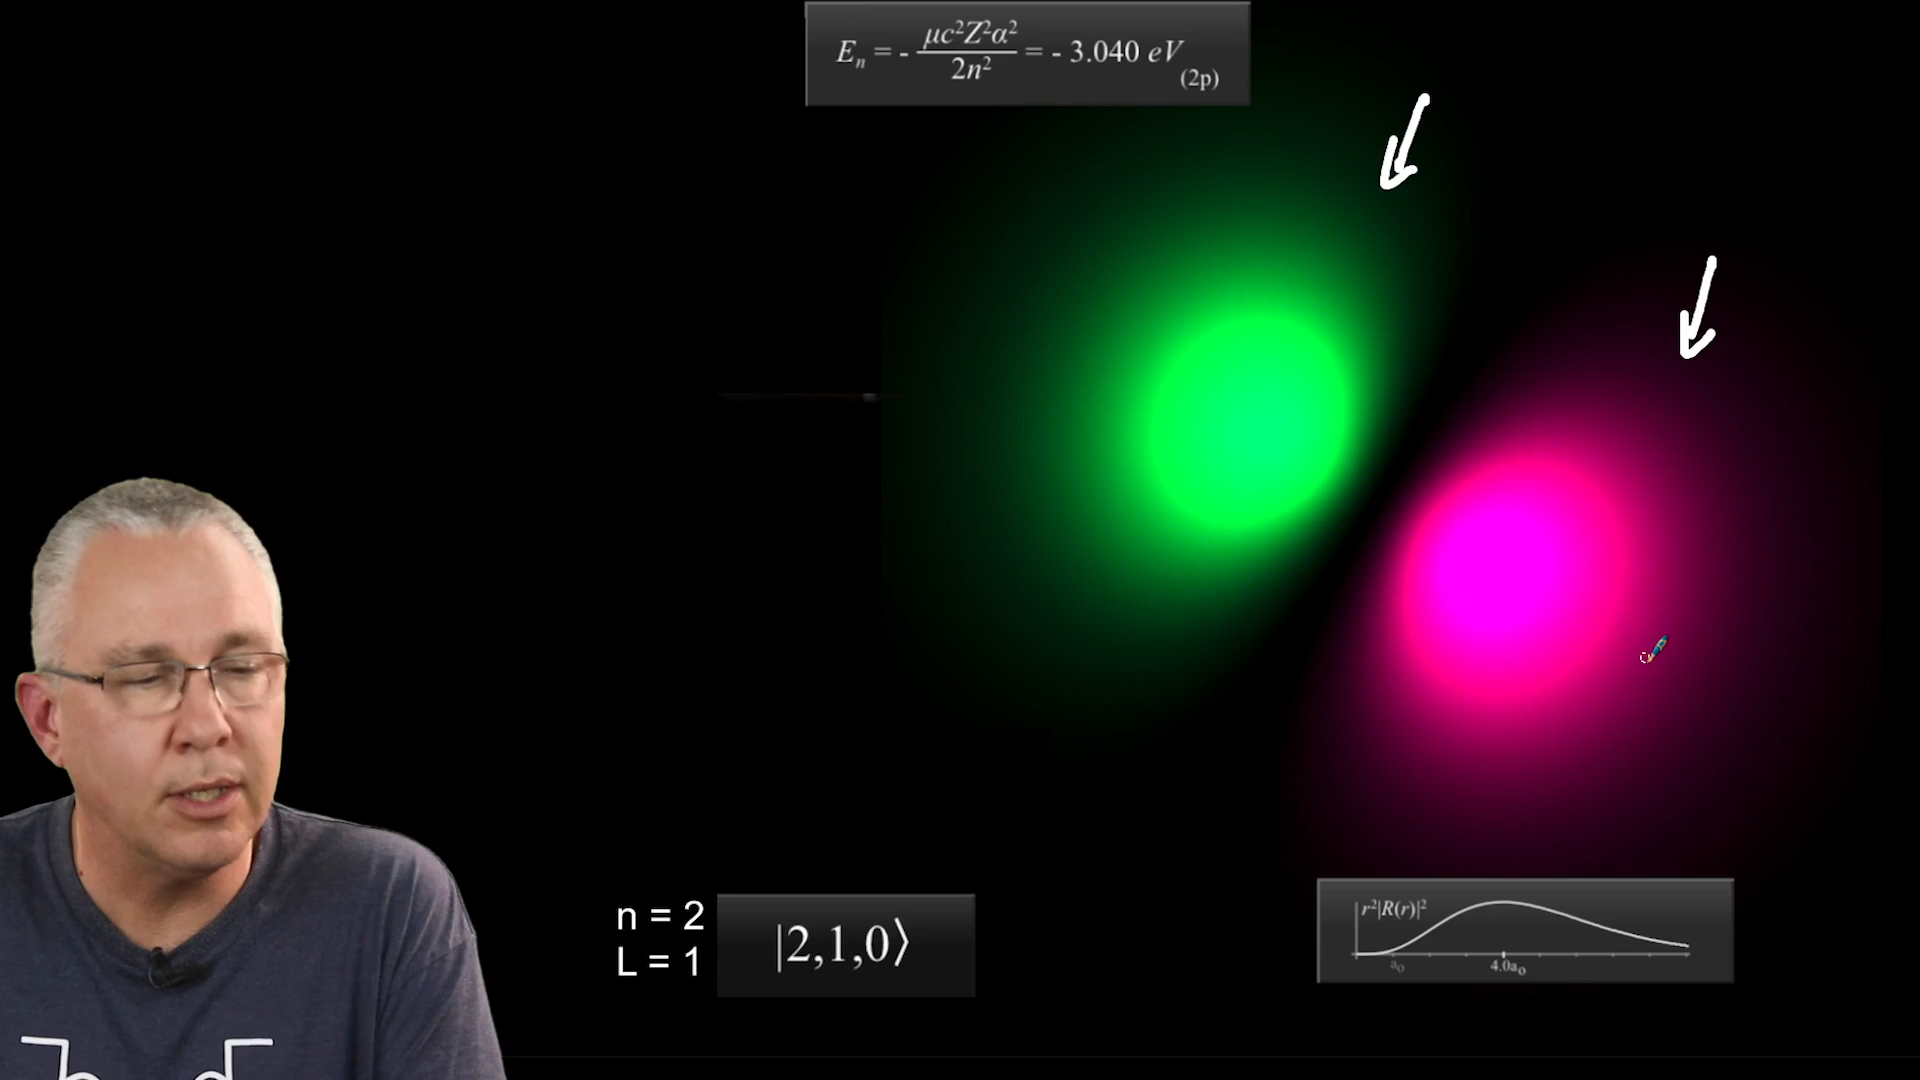 Eₙ = - μc²Z²α² / 2n² = - 3.040 eV
(2p)
n = 2
L = 1
|2,1,0⟩
r²|R(r)|²
a₀ 4.0a₀